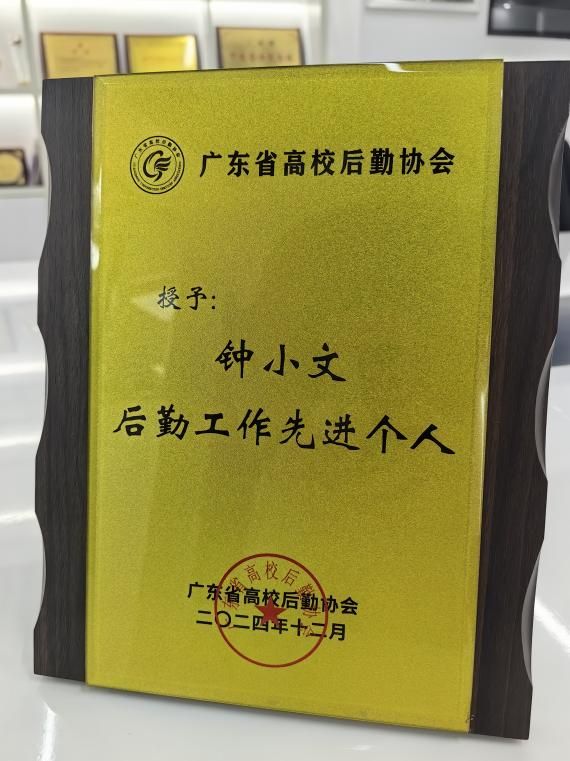 广东省高校后勤协会
授予:
钟小文
后勤工作先进个人
广东省高校后勤协会
二〇二四年十二月